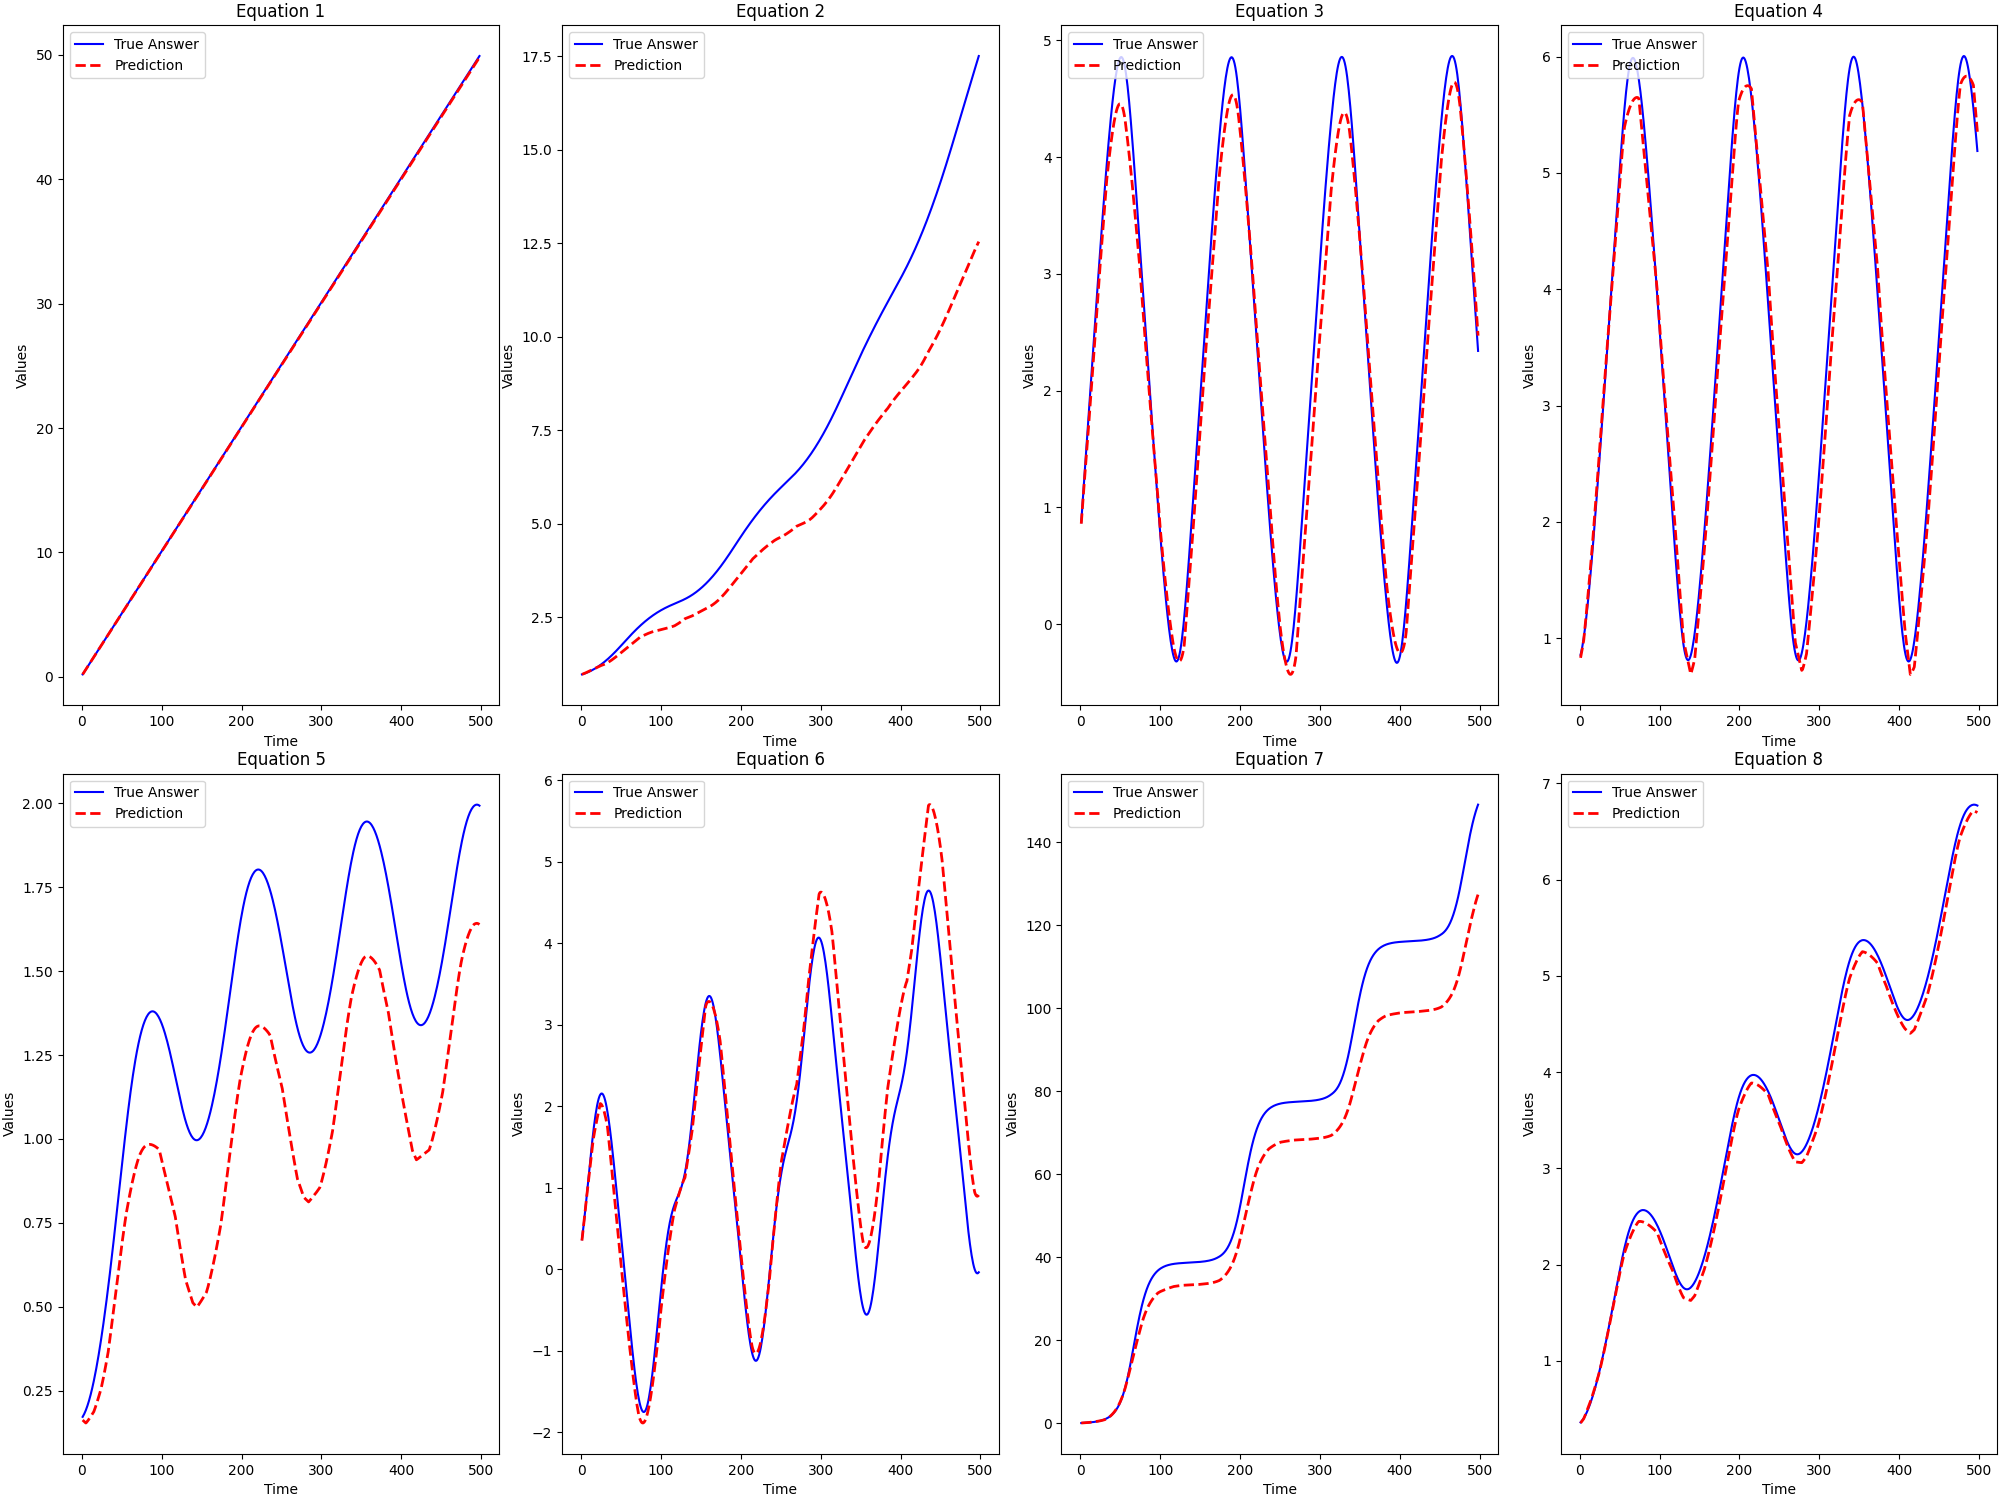 Equation 1
True Answer
Prediction
50
40
30
20
10
0
Values
0 100 200 300 400 500
Time
Equation 2
True Answer
Prediction
17.5
15.0
12.5
10.0
7.5
5.0
2.5
Values
0 100 200 300 400 500
Time
Equation 3
True Answer
Prediction
5
4
3
2
1
0
Values
0 100 200 300 400 500
Time
Equation 4
True Answer
Prediction
6
5
4
3
2
1
Values
0 100 200 300 400 500
Time
Equation 5
True Answer
Prediction
2.00
1.75
1.50
1.25
1.00
0.75
0.50
0.25
Values
0 100 200 300 400 500
Time
Equation 6
True Answer
Prediction
6
5
4
3
2
1
0
−1
−2
Values
0 100 200 300 400 500
Time
Equation 7
True Answer
Prediction
140
120
100
80
60
40
20
0
Values
0 100 200 300 400 500
Time
Equation 8
True Answer
Prediction
7
6
5
4
3
2
1
Values
0 100 200 300 400 500
Time